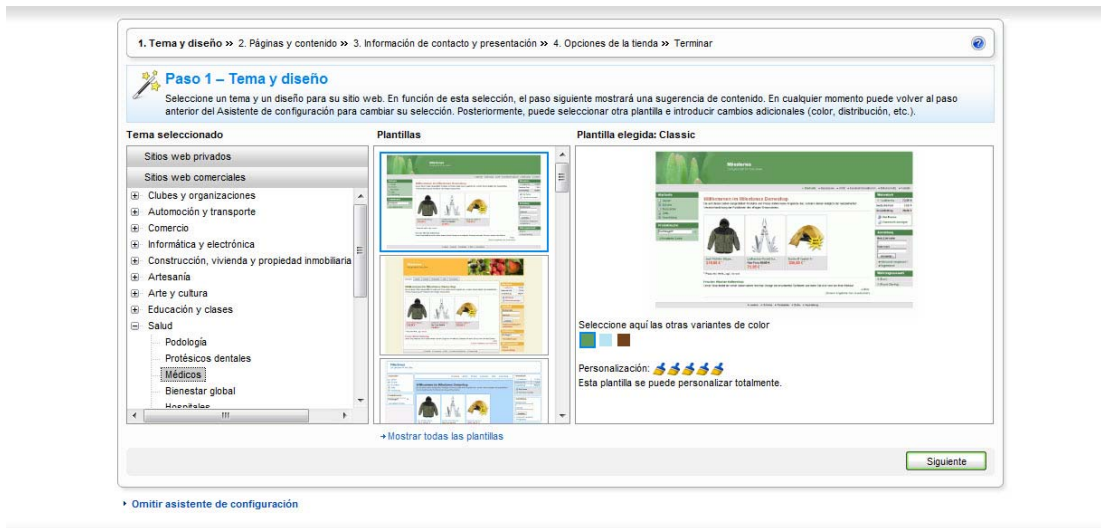 1. Tema y diseño » 2. Páginas y contenido » 3. Información de contacto y presentación » 4. Opciones de la tienda » Terminar
Paso 1 – Tema y diseño
Seleccione un tema y un diseño para su sitio web. En función de esta selección, el paso siguiente mostrará una sugerencia de contenido. En cualquier momento puede volver al paso
anterior del Asistente de configuración para cambiar su selección. Posteriormente, puede seleccionar otra plantilla e introducir cambios adicionales (color, distribución, etc.).
Tema seleccionado
Sitios web privados
Sitios web comerciales
Clubes y organizaciones
Automoción y transporte
Comercio
Informática y electrónica
Construcción, vivienda y propiedad inmobiliaria
Artesanía
Arte y cultura
Educación y clases
Salud
Podología
Protésicos dentales
Médicos
Bienestar global
Hospitales
Plantillas
Mostrar todas las plantillas
Plantilla elegida: Classic
Milestones
Willkommen im Milestones Demoshop
Seleccione aquí las otras variantes de color
Personalización:
Esta plantilla se puede personalizar totalmente.
Siguiente
Omitir asistente de configuración